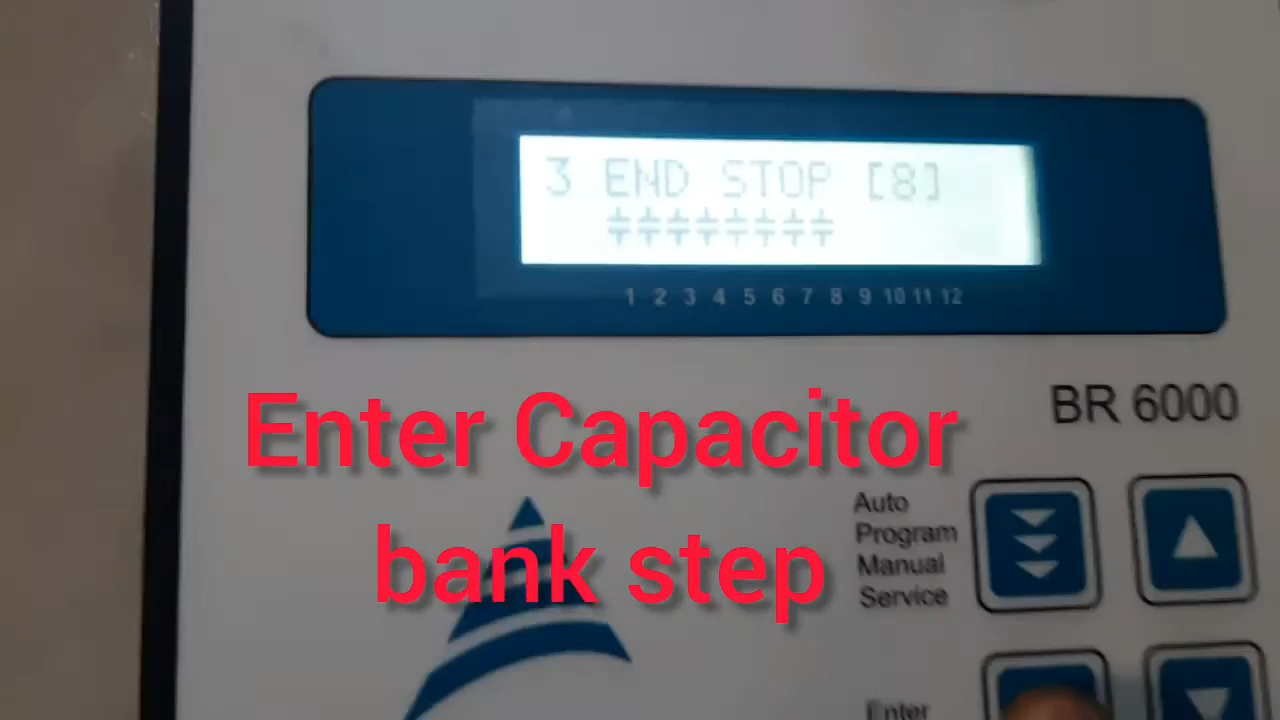 3 END STOP [8]
1 2 3 4 5 6 7 8 9 10 11 12
BR 6000
Enter Capacitor
bank step
Auto
Program
Manual
Service
Enter